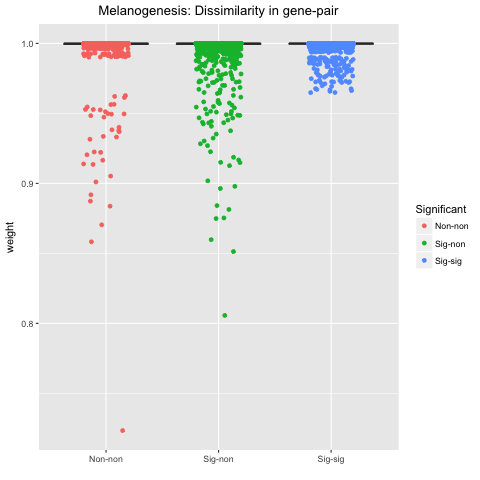 Melanogenesis: Dissimilarity in gene-pair
weight
1.0
0.9
0.8
Non-non
Sig-non
Sig-sig
Significant
Non-non
Sig-non
Sig-sig